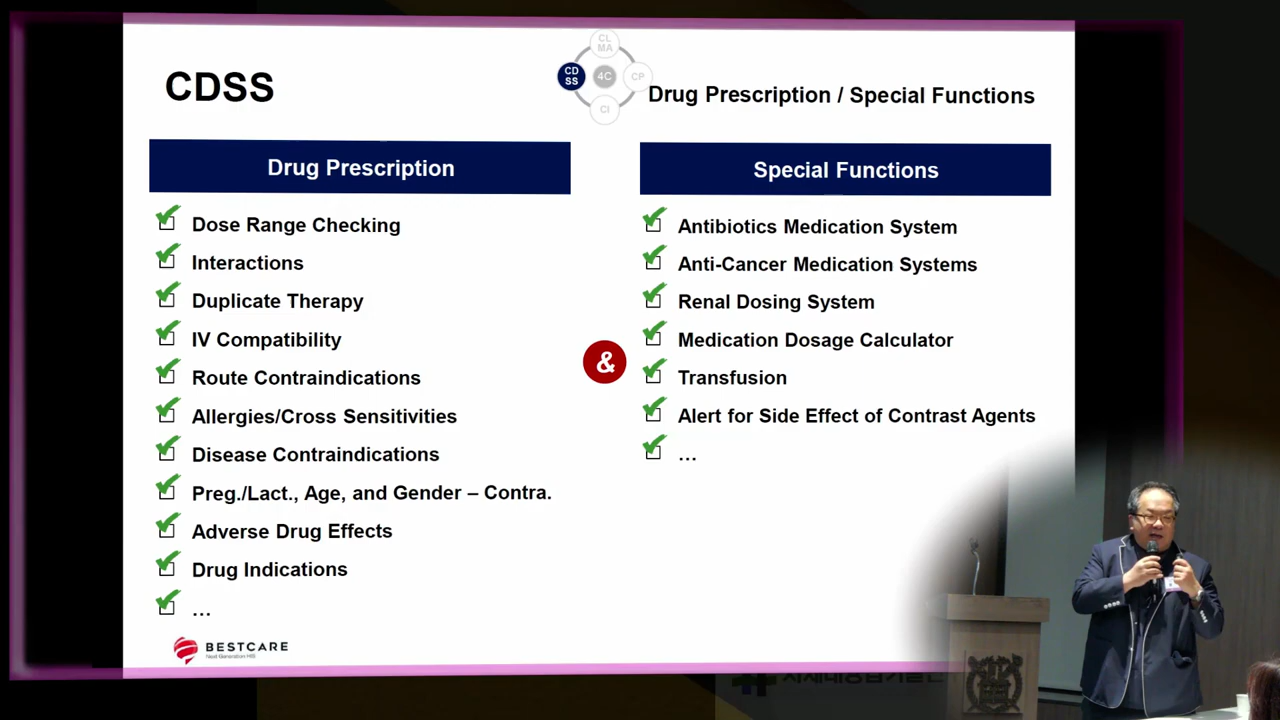 CDSS
CL
MA
CD
SS
4C
CP
CI
Drug Prescription / Special Functions
Drug Prescription
Dose Range Checking
Interactions
Duplicate Therapy
IV Compatibility
Route Contraindications
Allergies/Cross Sensitivities
Disease Contraindications
Preg./Lact., Age, and Gender – Contra.
Adverse Drug Effects
Drug Indications
...
&
Special Functions
Antibiotics Medication System
Anti-Cancer Medication Systems
Renal Dosing System
Medication Dosage Calculator
Transfusion
Alert for Side Effect of Contrast Agents
...
BESTCARE
Next Generation HIS